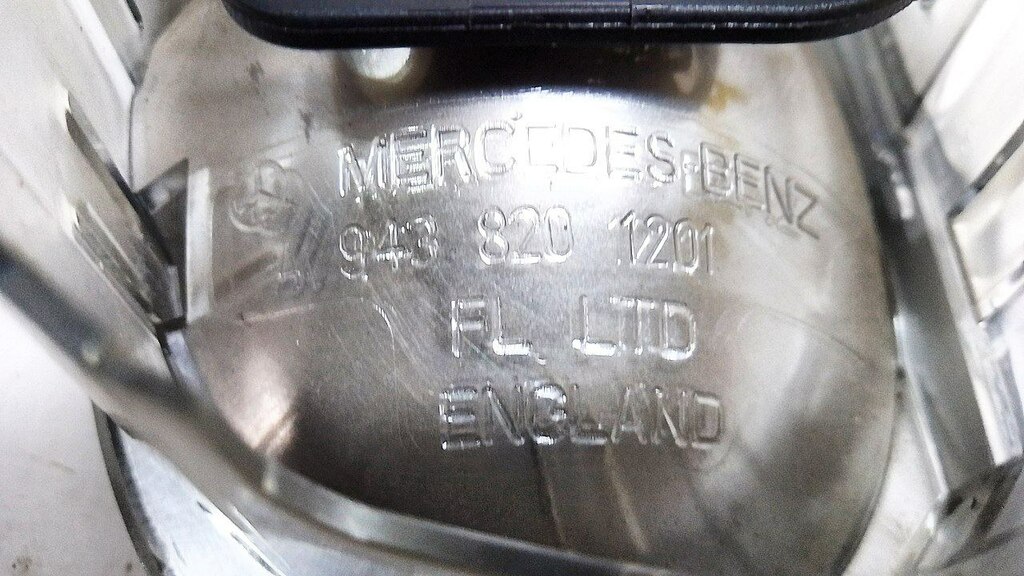 MERCEDES-BENZ
943 820 1201
FL LTD
ENGLAND